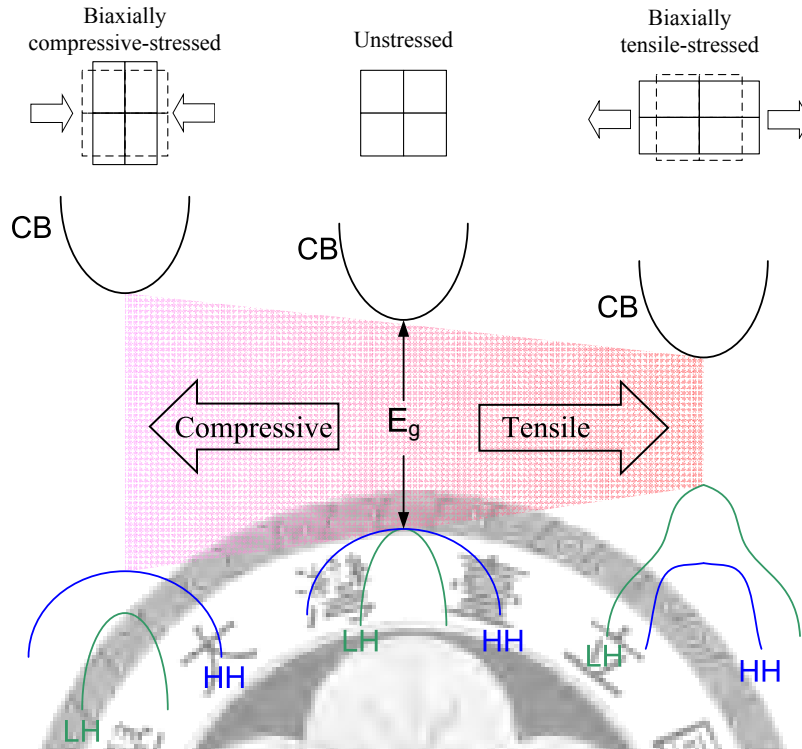 Biaxially
compressive-stressed
Unstressed
Biaxially
tensile-stressed
CB
CB
CB
Compressive
Eg
Tensile
LH
HH
LH
HH
LH
HH